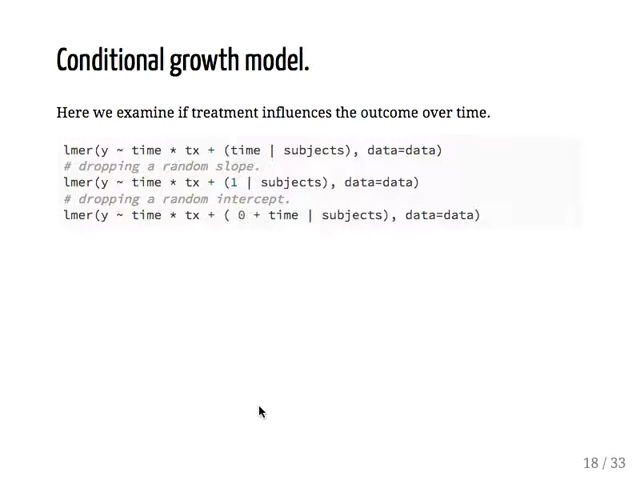 Conditional growth model.
Here we examine if treatment influences the outcome over time.
lmer(y ~ time * tx + (time | subjects), data=data)
# dropping a random slope.
lmer(y ~ time * tx + (1 | subjects), data=data)
# dropping a random intercept.
lmer(y ~ time * tx + ( 0 + time | subjects), data=data)
18 / 33